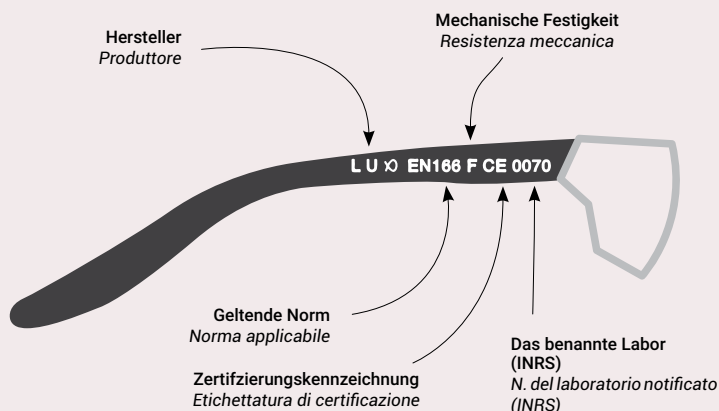 Mechanische Festigkeit
Resistenza meccanica
Hersteller
Produttore
L U EN166 F CE 0070
Geltende Norm
Norma applicabile
Zertifzierungskennzeichnung
Etichettatura di certificazione
Das benannte Labor
(INRS)
N. del laboratorio notificato
(INRS)